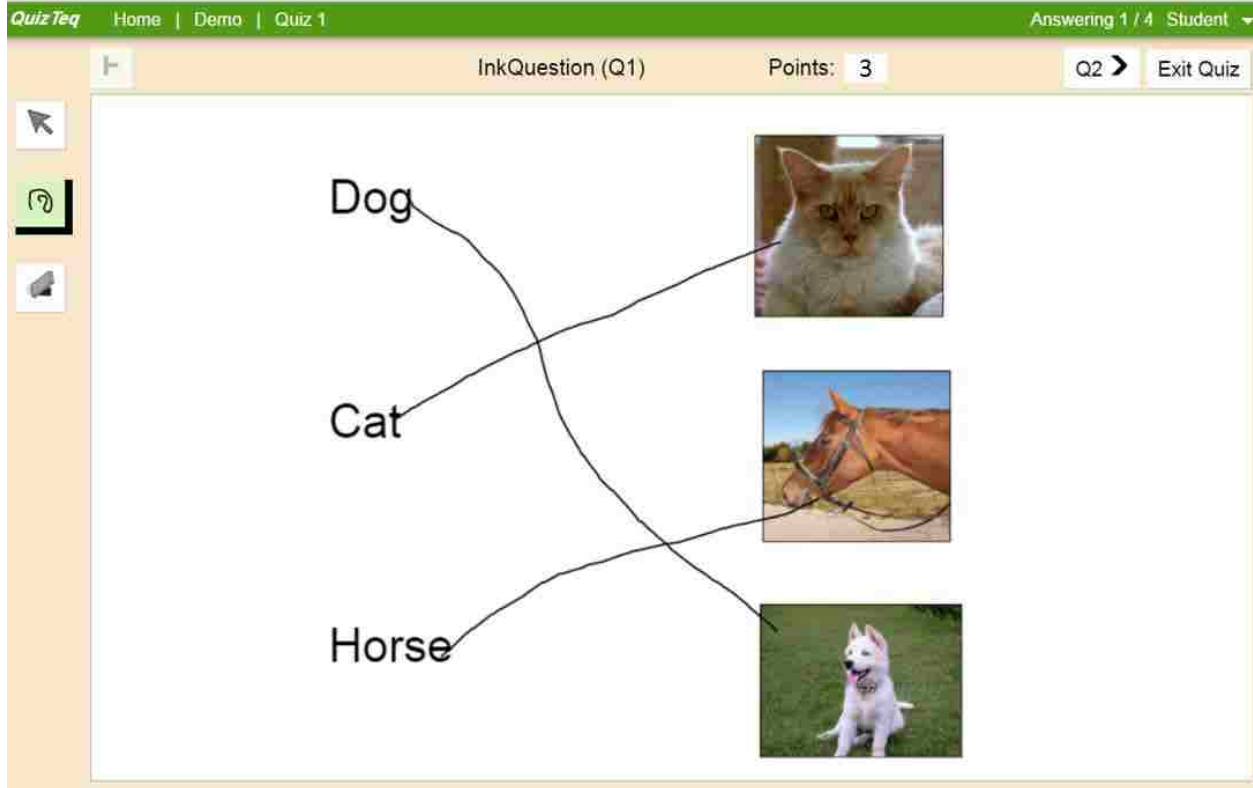 QuizTeq Home | Demo | Quiz 1 Answering 1 / 4 Student
InkQuestion (Q1) Points: 3 Q2 Exit Quiz
Dog
Cat
Horse